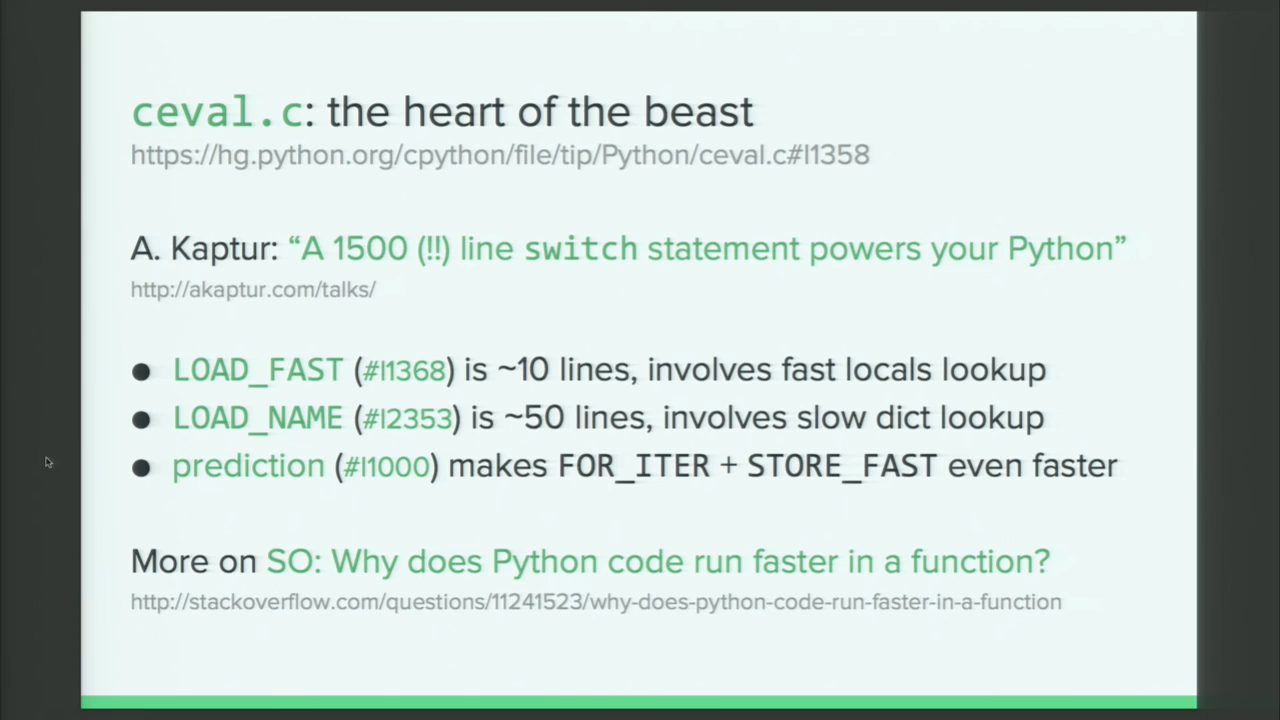 ceval.c: the heart of the beast
https://hg.python.org/cpython/file/tip/Python/ceval.c#l1358
A. Kaptur: “A 1500 (!!) line switch statement powers your Python”
http://akaptur.com/talks/
● LOAD_FAST (#l1368) is ~10 lines, involves fast locals lookup
● LOAD_NAME (#l2353) is ~50 lines, involves slow dict lookup
● prediction (#l1000) makes FOR_ITER + STORE_FAST even faster
More on SO: Why does Python code run faster in a function?
http://stackoverflow.com/questions/11241523/why-does-python-code-run-faster-in-a-function